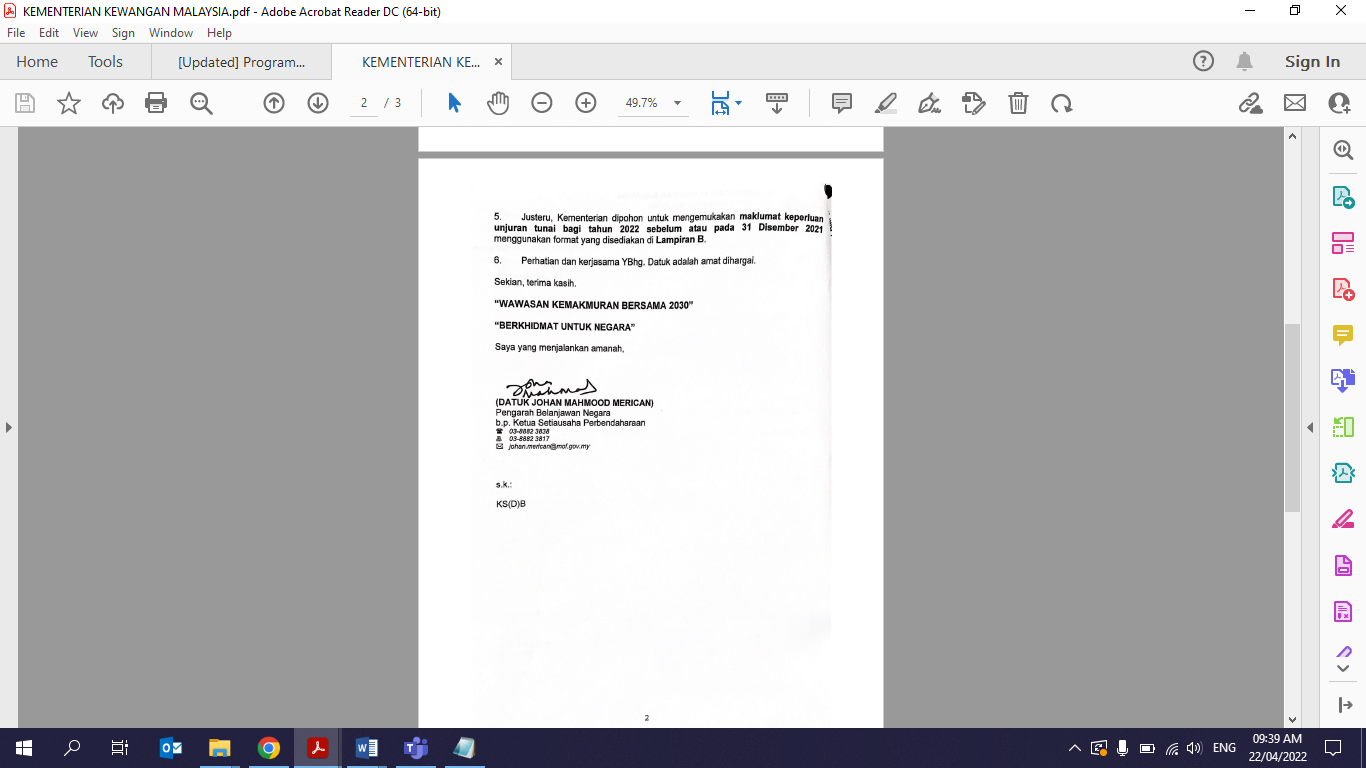 KEMENTERIAN KEWANGAN MALAYSIA.pdf - Adobe Acrobat Reader DC (64-bit)
File Edit View Sign Window Help
Home Tools [Updated] Program... KEMENTERIAN KE... Sign In
2 / 3 49.7%
5. Justeru, Kementerian dipohon untuk mengemukakan maklumat keperluan
unjuran tunai bagi tahun 2022 sebelum atau pada 31 Disember 2021
menggunakan format yang disediakan di Lampiran B.
6. Perhatian dan kerjasama YBhg. Datuk adalah amat dihargai.
Sekian, terima kasih.
“WAWASAN KEMAKMURAN BERSAMA 2030”
“BERKHIDMAT UNTUK NEGARA”
Saya yang menjalankan amanah,
(DATUK JOHAN MAHMOOD MERICAN)
Pengarah Belanjawan Negara
b.p. Ketua Setiausaha Perbendaharaan
03-8882 3838
03-8882 3817
johan.merican@mof.gov.my
s.k.:
KS(D)B
2
ENG
09:39 AM
22/04/2022